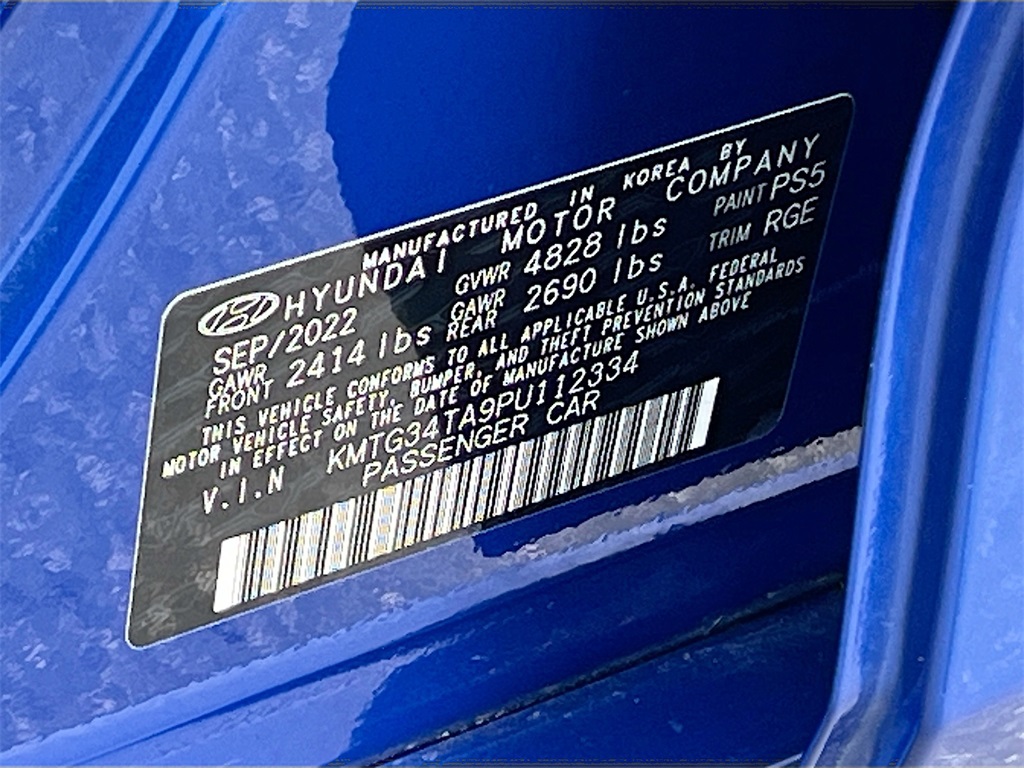 MANUFACTURED IN KOREA BY
HYUNDAI MOTOR COMPANY
SEP/2022 GVWR 4828 lbs PAINT PS5
GAWR FRONT 2414 lbs GAWR REAR 2690 lbs TRIM RGE
THIS VEHICLE CONFORMS TO ALL APPLICABLE U.S.A. FEDERAL
MOTOR VEHICLE SAFETY, BUMPER, AND THEFT PREVENTION STANDARDS
IN EFFECT ON THE DATE OF MANUFACTURE SHOWN ABOVE
V.I.N KMTG34TA9PU112334
PASSENGER CAR